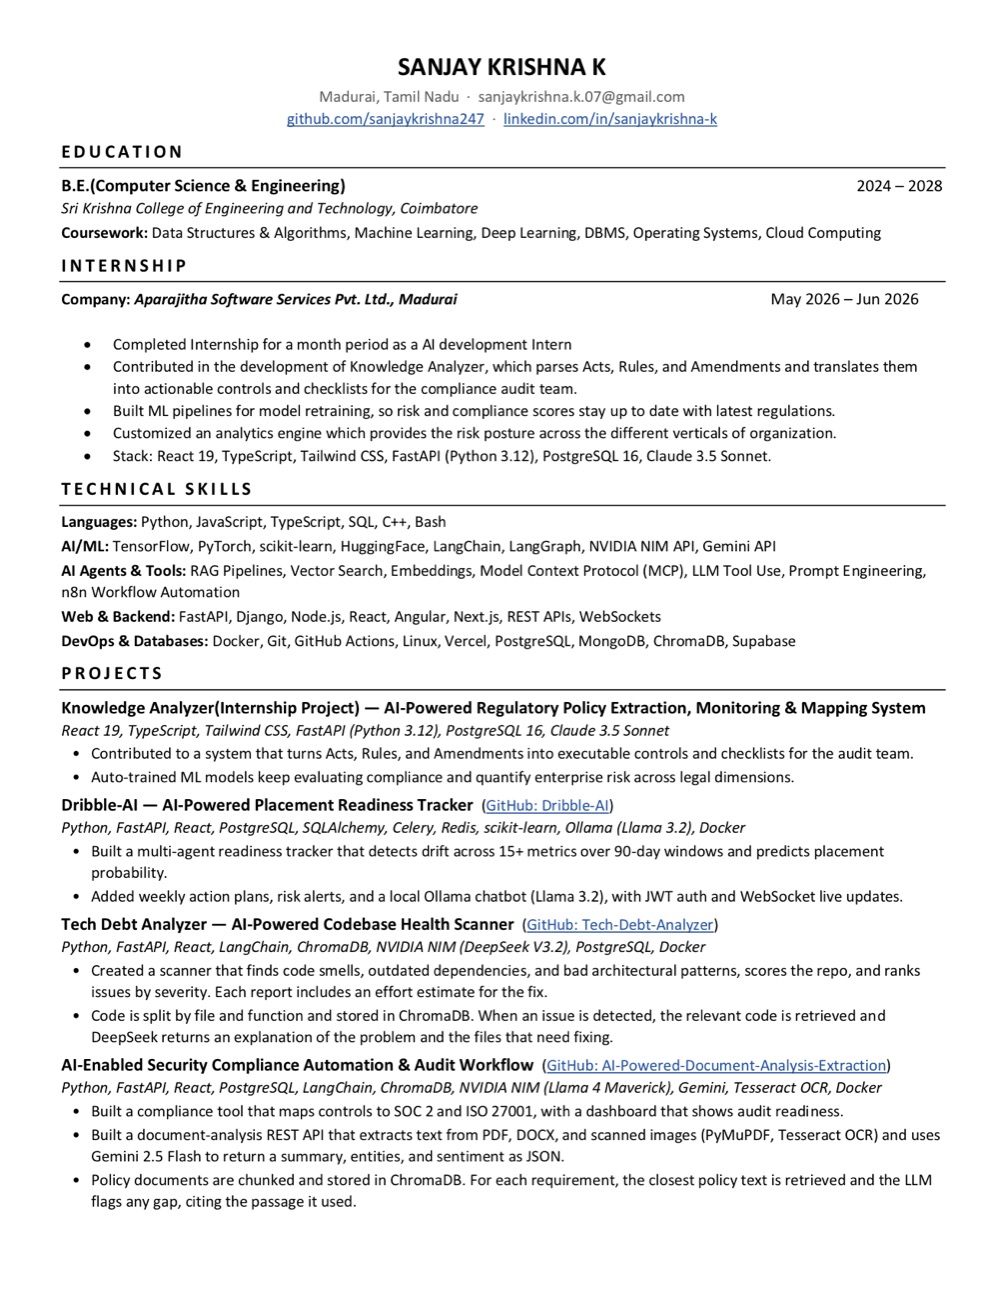 SANJAY KRISHNA K
Madurai, Tamil Nadu · sanjaykrishna.k.07@gmail.com
github.com/sanjaykrishna247 · linkedin.com/in/sanjaykrishna-k
EDUCATION
B.E.(Computer Science & Engineering) 2024 – 2028
Sri Krishna College of Engineering and Technology, Coimbatore
Coursework: Data Structures & Algorithms, Machine Learning, Deep Learning, DBMS, Operating Systems, Cloud Computing
INTERNSHIP
Company: Aparajitha Software Services Pvt. Ltd., Madurai May 2026 – Jun 2026
• Completed Internship for a month period as a AI development Intern
• Contributed in the development of Knowledge Analyzer, which parses Acts, Rules, and Amendments and translates them
into actionable controls and checklists for the compliance audit team.
• Built ML pipelines for model retraining, so risk and compliance scores stay up to date with latest regulations.
• Customized an analytics engine which provides the risk posture across the different verticals of organization.
• Stack: React 19, TypeScript, Tailwind CSS, FastAPI (Python 3.12), PostgreSQL 16, Claude 3.5 Sonnet.
TECHNICAL SKILLS
Languages: Python, JavaScript, TypeScript, SQL, C++, Bash
AI/ML: TensorFlow, PyTorch, scikit-learn, HuggingFace, LangChain, LangGraph, NVIDIA NIM API, Gemini API
AI Agents & Tools: RAG Pipelines, Vector Search, Embeddings, Model Context Protocol (MCP), LLM Tool Use, Prompt Engineering,
n8n Workflow Automation
Web & Backend: FastAPI, Django, Node.js, React, Angular, Next.js, REST APIs, WebSockets
DevOps & Databases: Docker, Git, GitHub Actions, Linux, Vercel, PostgreSQL, MongoDB, ChromaDB, Supabase
PROJECTS
Knowledge Analyzer(Internship Project) — AI-Powered Regulatory Policy Extraction, Monitoring & Mapping System
React 19, TypeScript, Tailwind CSS, FastAPI (Python 3.12), PostgreSQL 16, Claude 3.5 Sonnet
• Contributed to a system that turns Acts, Rules, and Amendments into executable controls and checklists for the audit team.
• Auto-trained ML models keep evaluating compliance and quantify enterprise risk across legal dimensions.
Dribble-AI — AI-Powered Placement Readiness Tracker (GitHub: Dribble-AI)
Python, FastAPI, React, PostgreSQL, SQLAlchemy, Celery, Redis, scikit-learn, Ollama (Llama 3.2), Docker
• Built a multi-agent readiness tracker that detects drift across 15+ metrics over 90-day windows and predicts placement
probability.
• Added weekly action plans, risk alerts, and a local Ollama chatbot (Llama 3.2), with JWT auth and WebSocket live updates.
Tech Debt Analyzer — AI-Powered Codebase Health Scanner (GitHub: Tech-Debt-Analyzer)
Python, FastAPI, React, LangChain, ChromaDB, NVIDIA NIM (DeepSeek V3.2), PostgreSQL, Docker
• Created a scanner that finds code smells, outdated dependencies, and bad architectural patterns, scores the repo, and ranks
issues by severity. Each report includes an effort estimate for the fix.
• Code is split by file and function and stored in ChromaDB. When an issue is detected, the relevant code is retrieved and
DeepSeek returns an explanation of the problem and the files that need fixing.
AI-Enabled Security Compliance Automation & Audit Workflow (GitHub: AI-Powered-Document-Analysis-Extraction)
Python, FastAPI, React, PostgreSQL, LangChain, ChromaDB, NVIDIA NIM (Llama 4 Maverick), Gemini, Tesseract OCR, Docker
• Built a compliance tool that maps controls to SOC 2 and ISO 27001, with a dashboard that shows audit readiness.
• Built a document-analysis REST API that extracts text from PDF, DOCX, and scanned images (PyMuPDF, Tesseract OCR) and uses
Gemini 2.5 Flash to return a summary, entities, and sentiment as JSON.
• Policy documents are chunked and stored in ChromaDB. For each requirement, the closest policy text is retrieved and the LLM
flags any gap, citing the passage it used.